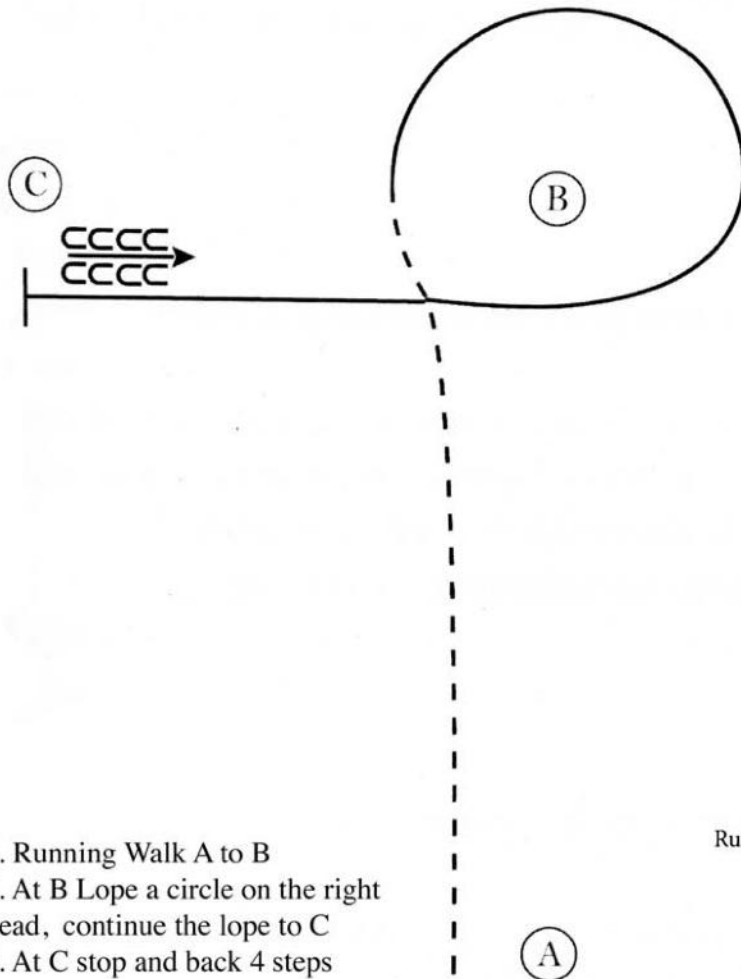 B
C
. Running Walk A to B
. At B Lope a circle on the right
ead, continue the lope to C
. At C stop and back 4 steps
Ru
A